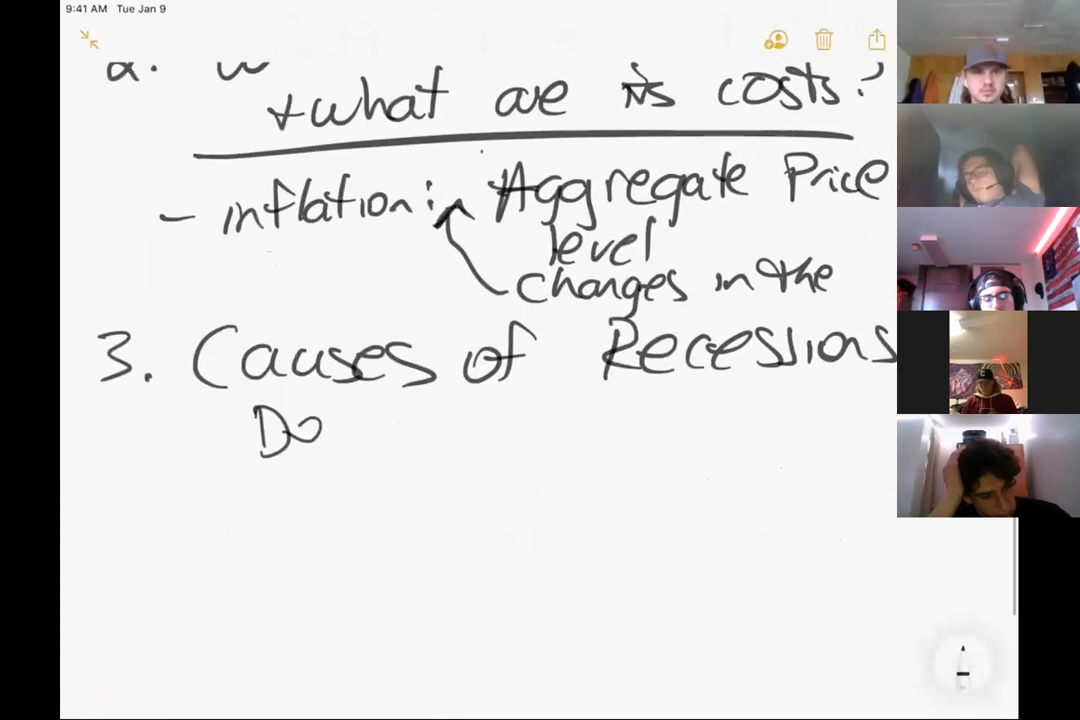 9:41 AM Tue Jan 9
+what are its costs?
- inflation: Aggregate Price
level
changes in the
3. Causes of Recessions
Do